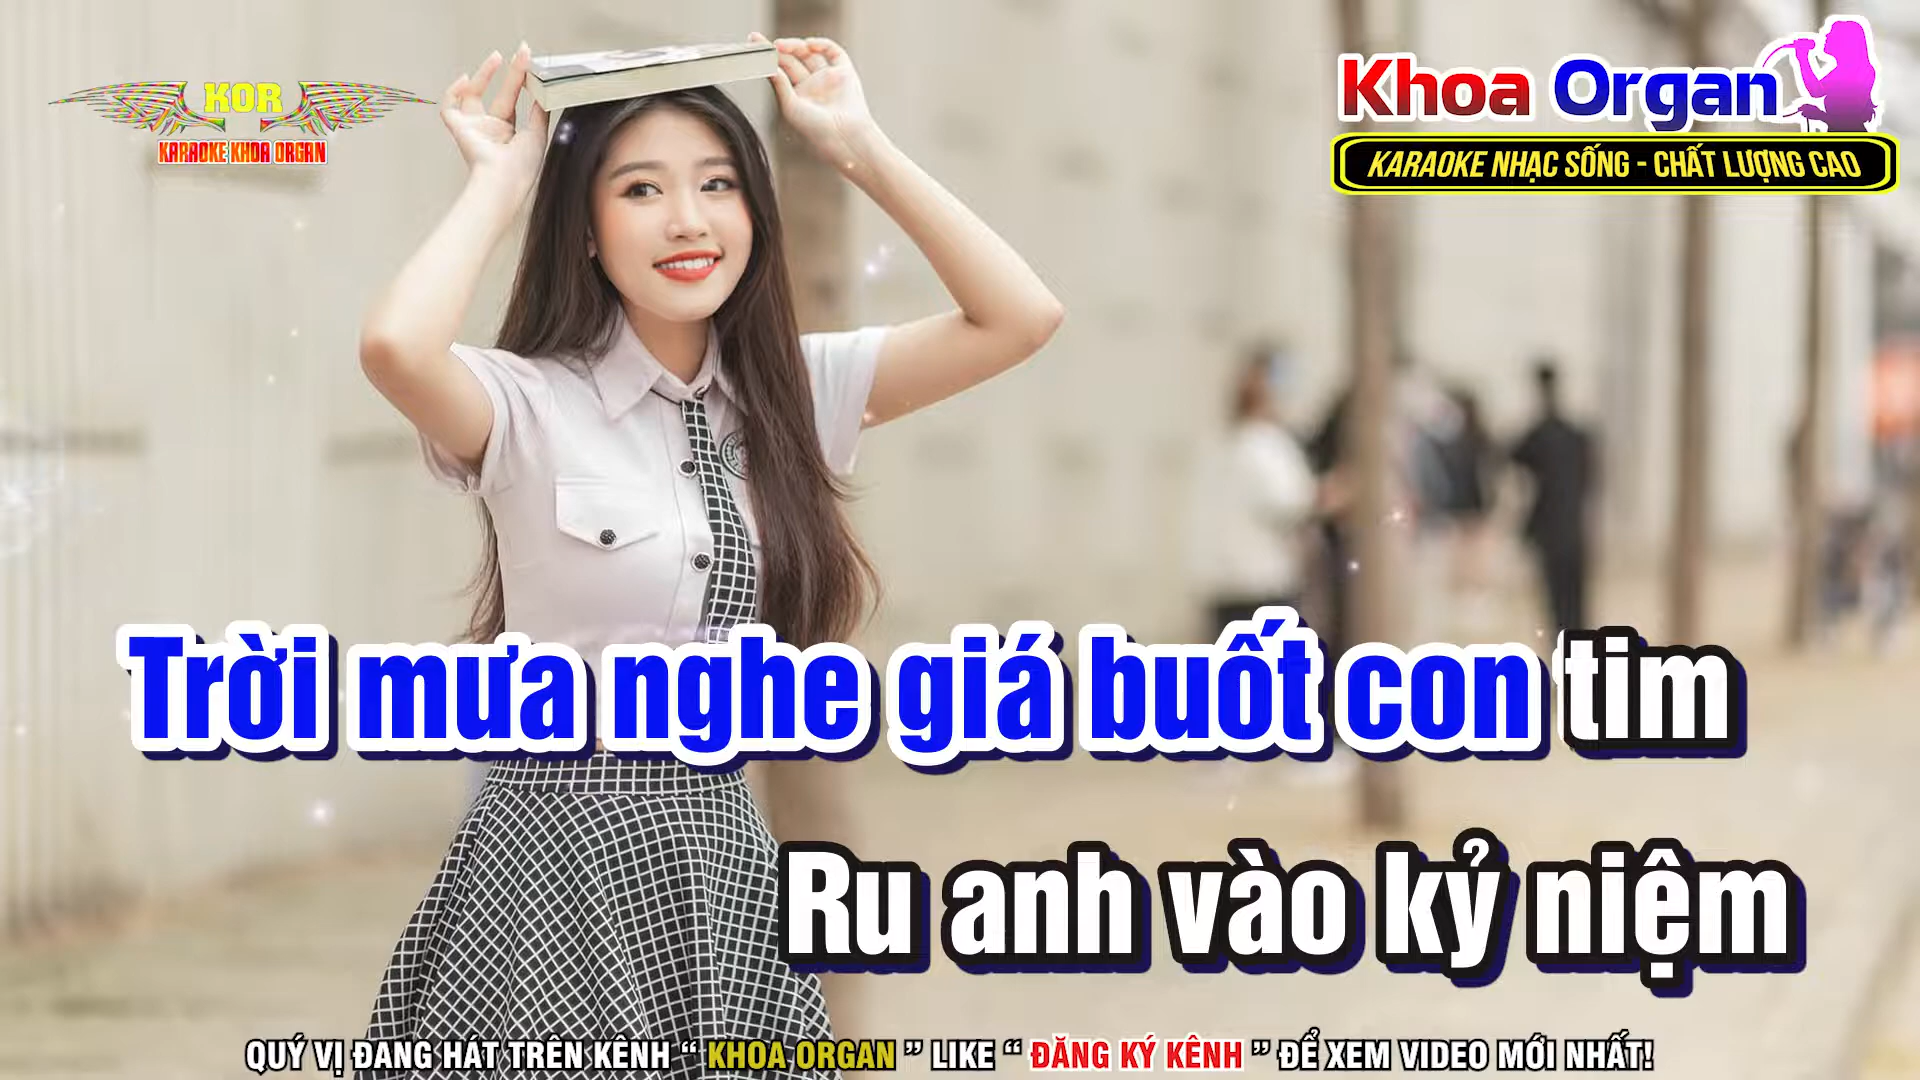 KOR
KARAOKE KHOA ORGAN
Khoa Organ
KARAOKE NHẠC SỐNG - CHẤT LƯỢNG CAO
Trời mưa nghe giá buốt con tim
Ru anh vào kỷ niệm
QUÝ VỊ ĐANG HÁT TRÊN KÊNH “ KHOA ORGAN ” LIKE “ ĐĂNG KÝ KÊNH ” ĐỂ XEM VIDEO MỚI NHẤT!